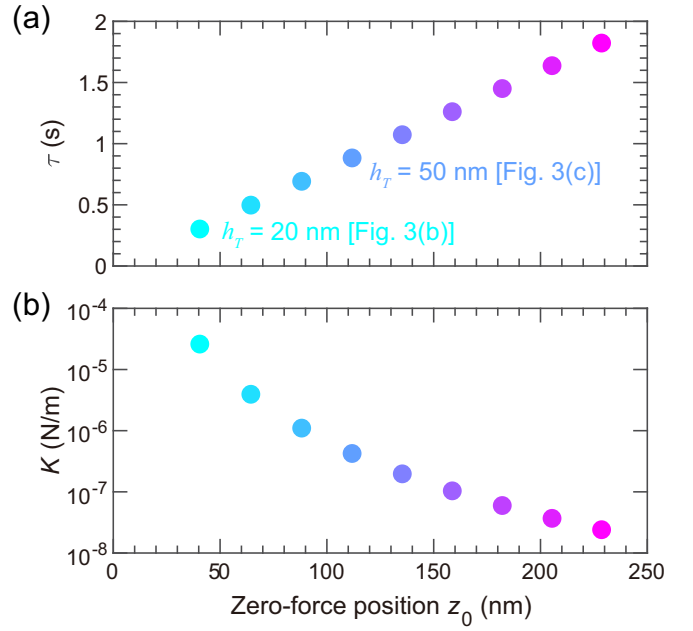 (a)
2
1.5
1
0.5
0
τ (s)
h_T = 50 nm [Fig. 3(c)]
h_T = 20 nm [Fig. 3(b)]
(b)
10⁻⁴
10⁻⁵
10⁻⁶
10⁻⁷
10⁻⁸
K (N/m)
0 50 100 150 200 250
Zero-force position z₀ (nm)